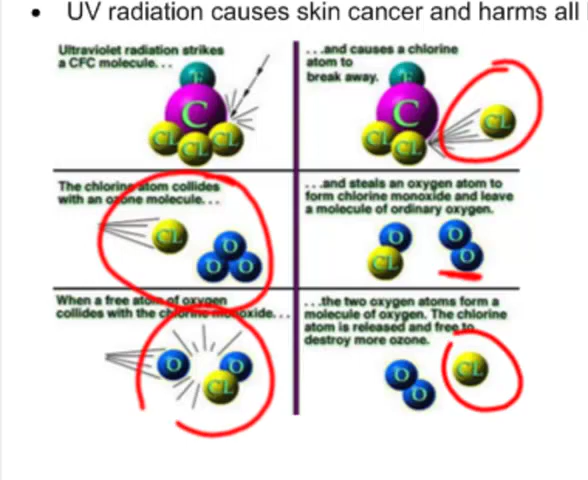 • UV radiation causes skin cancer and harms all
Ultraviolet radiation strikes
a CFC molecule. . .
F
C
CL
CL
CL
. . .and causes a chlorine
atom to
break away.
F
C
CL
CL
CL
The chlorine atom collides
with an ozone molecule. . .
CL
O
O
O
. . .and steals an oxygen atom to
form chlorine monoxide and leave
a molecule of ordinary oxygen.
O
CL
O
O
When a free atom of oxygen
collides with the chlorine monoxide. . .
O
O
CL
. . .the two oxygen atoms form a
molecule of oxygen. The chlorine
atom is released and free to
destroy more ozone.
O
O
CL